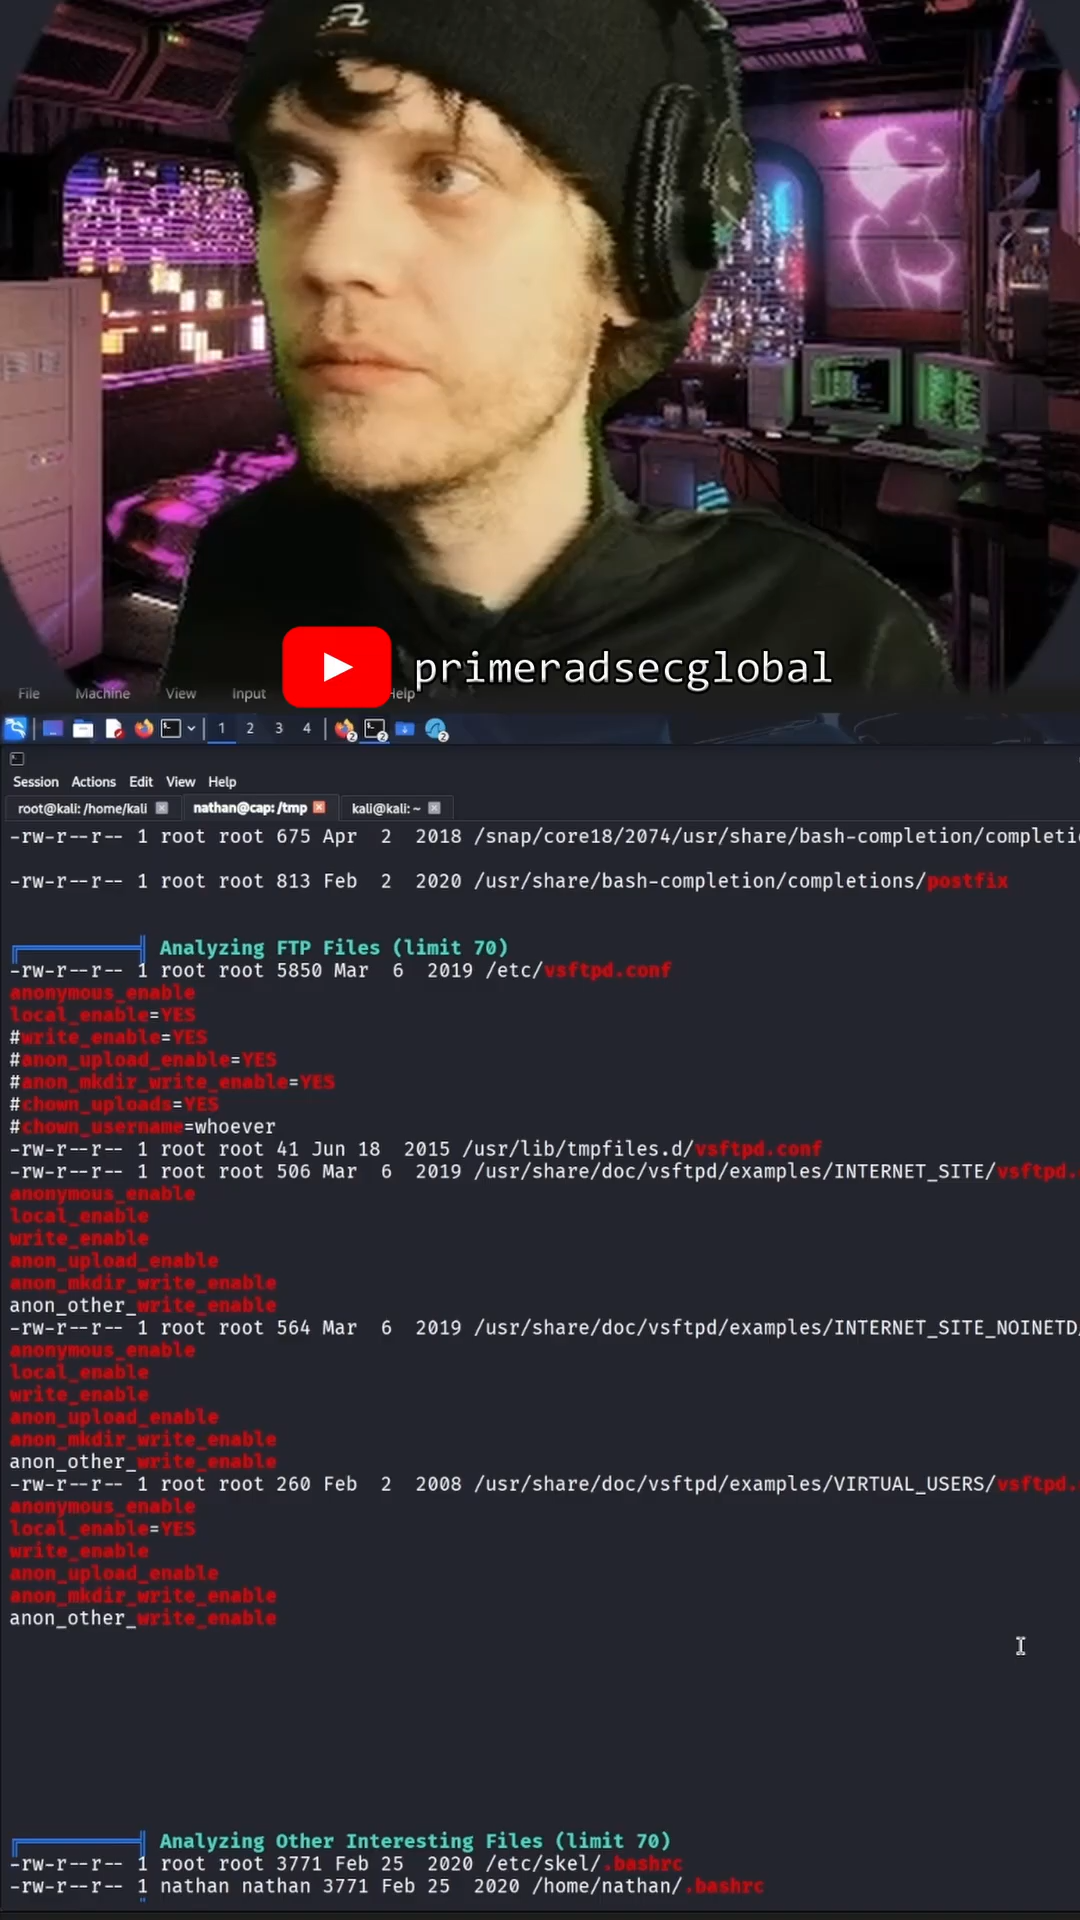 primeradsecglobal
File Machine View Input Help
1 2 3 4
Session Actions Edit View Help
root@kali: /home/kali nathan@cap: /tmp kali@kali: ~
-rw-r--r-- 1 root root 675 Apr 2 2018 /snap/core18/2074/usr/share/bash-completion/completi
-rw-r--r-- 1 root root 813 Feb 2 2020 /usr/share/bash-completion/completions/postfix
Analyzing FTP Files (limit 70)
-rw-r--r-- 1 root root 5850 Mar 6 2019 /etc/vsftpd.conf
anonymous_enable
local_enable=YES
#write_enable=YES
#anon_upload_enable=YES
#anon_mkdir_write_enable=YES
#chown_uploads=YES
#chown_username=whoever
-rw-r--r-- 1 root root 41 Jun 18 2015 /usr/lib/tmpfiles.d/vsftpd.conf
-rw-r--r-- 1 root root 506 Mar 6 2019 /usr/share/doc/vsftpd/examples/INTERNET_SITE/vsftpd.
anonymous_enable
local_enable
write_enable
anon_upload_enable
anon_mkdir_write_enable
anon_other_write_enable
-rw-r--r-- 1 root root 564 Mar 6 2019 /usr/share/doc/vsftpd/examples/INTERNET_SITE_NOINETD/
anonymous_enable
local_enable
write_enable
anon_upload_enable
anon_mkdir_write_enable
anon_other_write_enable
-rw-r--r-- 1 root root 260 Feb 2 2008 /usr/share/doc/vsftpd/examples/VIRTUAL_USERS/vsftpd.
anonymous_enable
local_enable=YES
write_enable
anon_upload_enable
anon_mkdir_write_enable
anon_other_write_enable
Analyzing Other Interesting Files (limit 70)
-rw-r--r-- 1 root root 3771 Feb 25 2020 /etc/skel/.bashrc
-rw-r--r-- 1 nathan nathan 3771 Feb 25 2020 /home/nathan/.bashrc